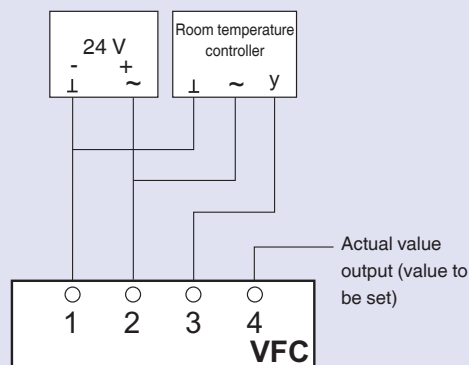 24 V
- +
⊥ ~
Room temperature
controller
⊥ ~ y
Actual value
output (value to
be set)
1 2 3 4
VFC